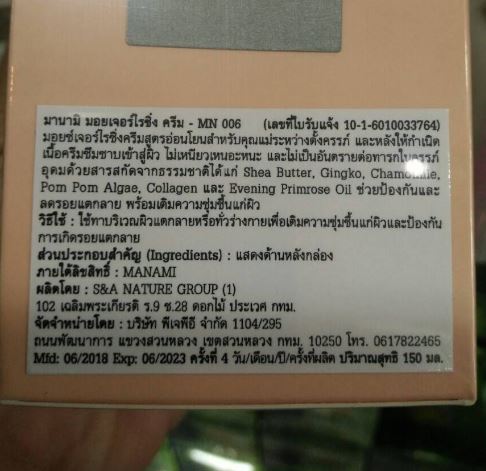 มานามิ มอยเจอร์ไรซิ่ง ครีม - MN 006 (เลขที่ใบรับแจ้ง 10-1-6010033764)
มอยซ์เจอร์ไรซิ่งครีมสูตรอ่อนโยนสำหรับคุณแม่ระหว่างตั้งครรภ์ และหลังให้กำเนิด
เนื้อครีมซึมซาบเข้าสู่ผิว ไม่เหนียวเหนอะหนะ และไม่เป็นอันตรายต่อทารกในครรภ์
อุดมด้วยสารสกัดจากธรรมชาติได้แก่ Shea Butter, Gingko, Chamomile,
Pom Pom Algae, Collagen และ Evening Primrose Oil ช่วยป้องกันและ
ลดรอยแตกลาย พร้อมเติมความชุ่มชื้นแก่ผิว
วิธีใช้ : ใช้ทาบริเวณผิวแตกลายหรือทั่วร่างกายเพื่อเติมความชุ่มชื้นแก่ผิวและป้องกัน
การเกิดรอยแตกลาย
ส่วนประกอบสำคัญ (Ingredients) : แสดงด้านหลังกล่อง
ภายใต้ลิขสิทธิ์ : MANAMI
ผลิตโดย : S&A NATURE GROUP (1)
102 เฉลิมพระเกียรติ ร.9 ซ.28 ดอกไม้ ประเวศ กทม.
จัดจำหน่ายโดย : บริษัท พีเจพีอี จำกัด 1104/295
ถนนพัฒนาการ แขวงสวนหลวง เขตสวนหลวง กทม. 10250 โทร. 0617822465
Mfd: 06/2018 Exp: 06/2023 ครั้งที่ 4 วัน/เดือน/ปี/ครั้งที่ผลิต ปริมาณสุทธิ 150 มล.